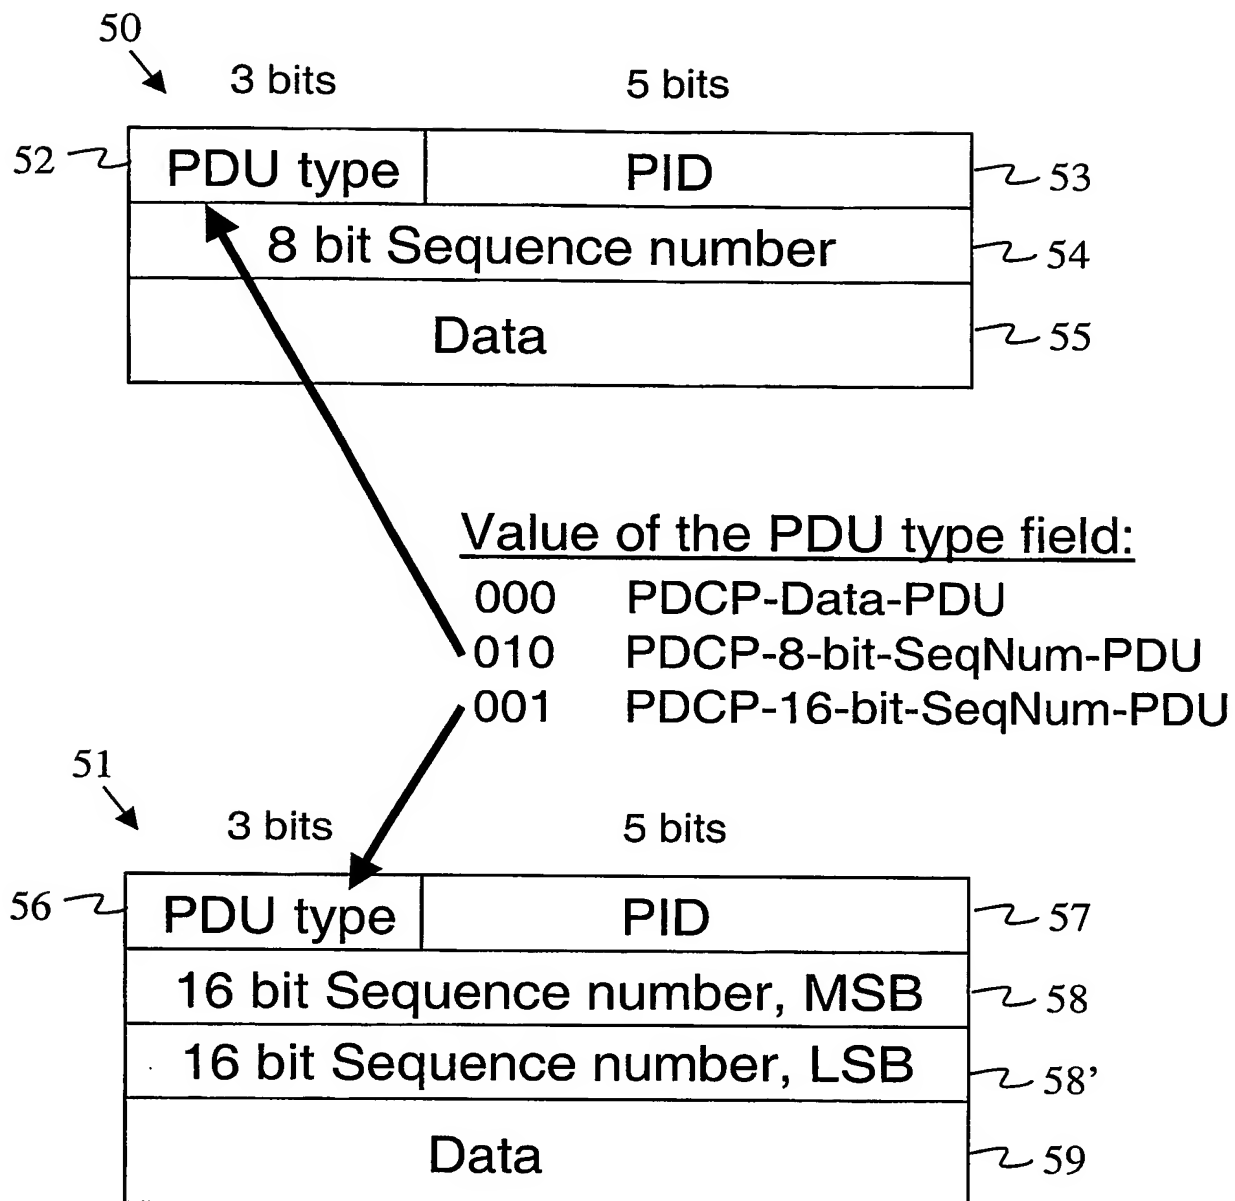 50
3 bits 5 bits
52 PDU type PID 53
8 bit Sequence number 54
Data 55
Value of the PDU type field:
000 PDCP-Data-PDU
010 PDCP-8-bit-SeqNum-PDU
001 PDCP-16-bit-SeqNum-PDU
51
3 bits 5 bits
56 PDU type PID 57
16 bit Sequence number, MSB 58
16 bit Sequence number, LSB 58’
Data 59